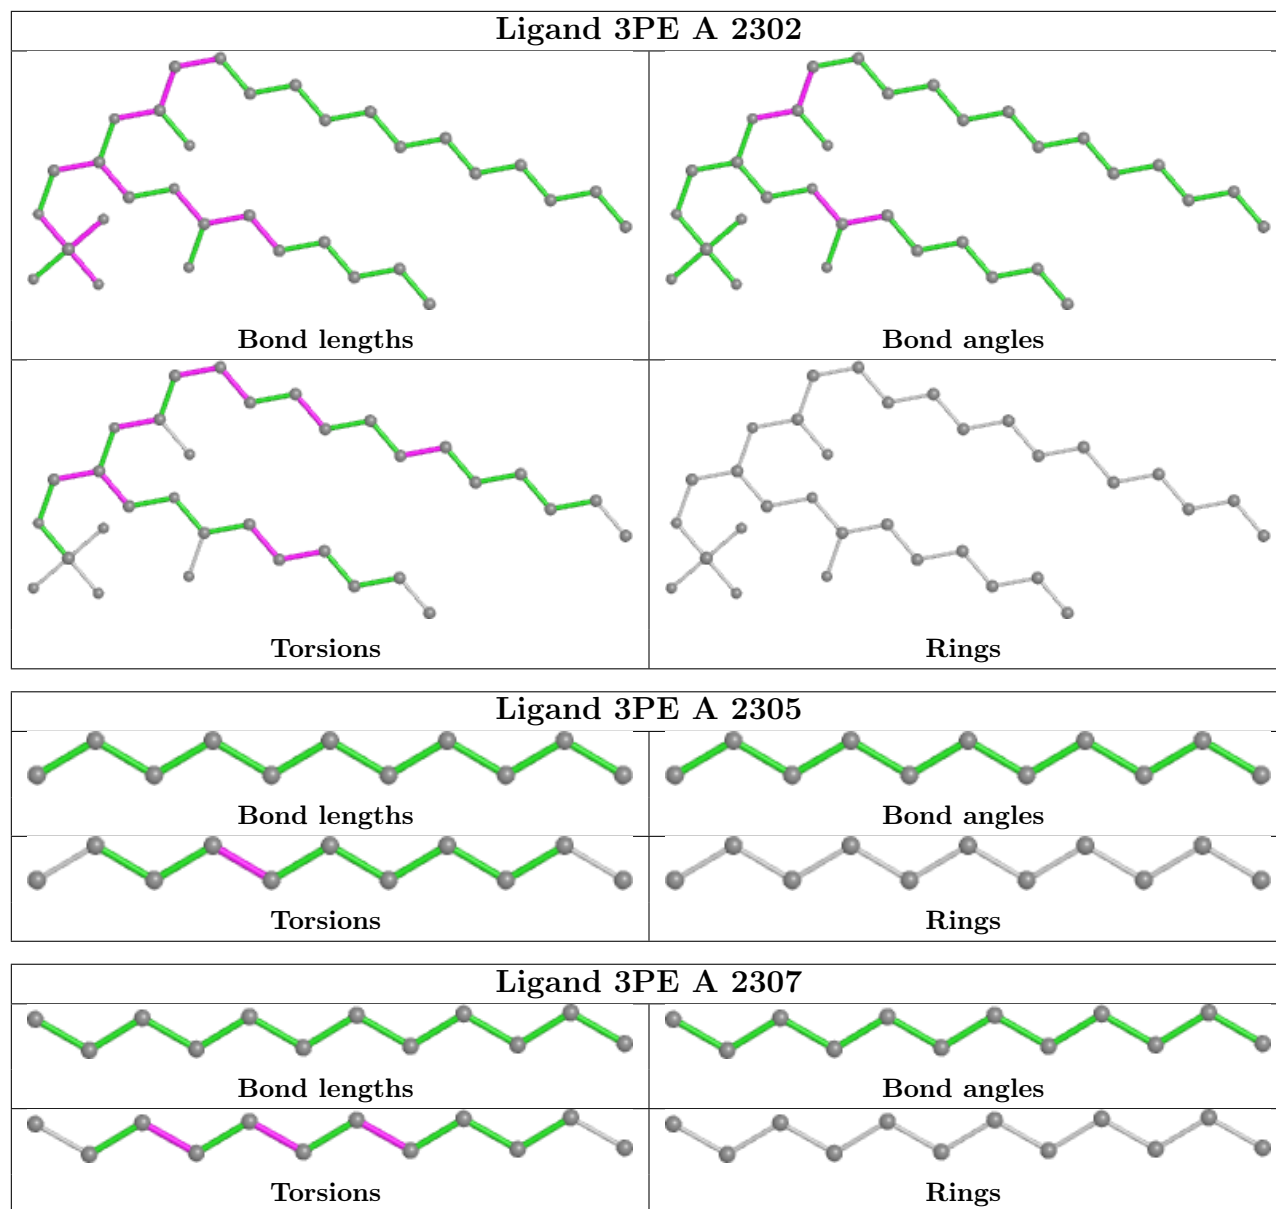 Ligand 3PE A 2302
Bond lengths
Bond angles
Torsions
Rings
Ligand 3PE A 2305
Bond lengths
Bond angles
Torsions
Rings
Ligand 3PE A 2307
Bond lengths
Bond angles
Torsions
Rings